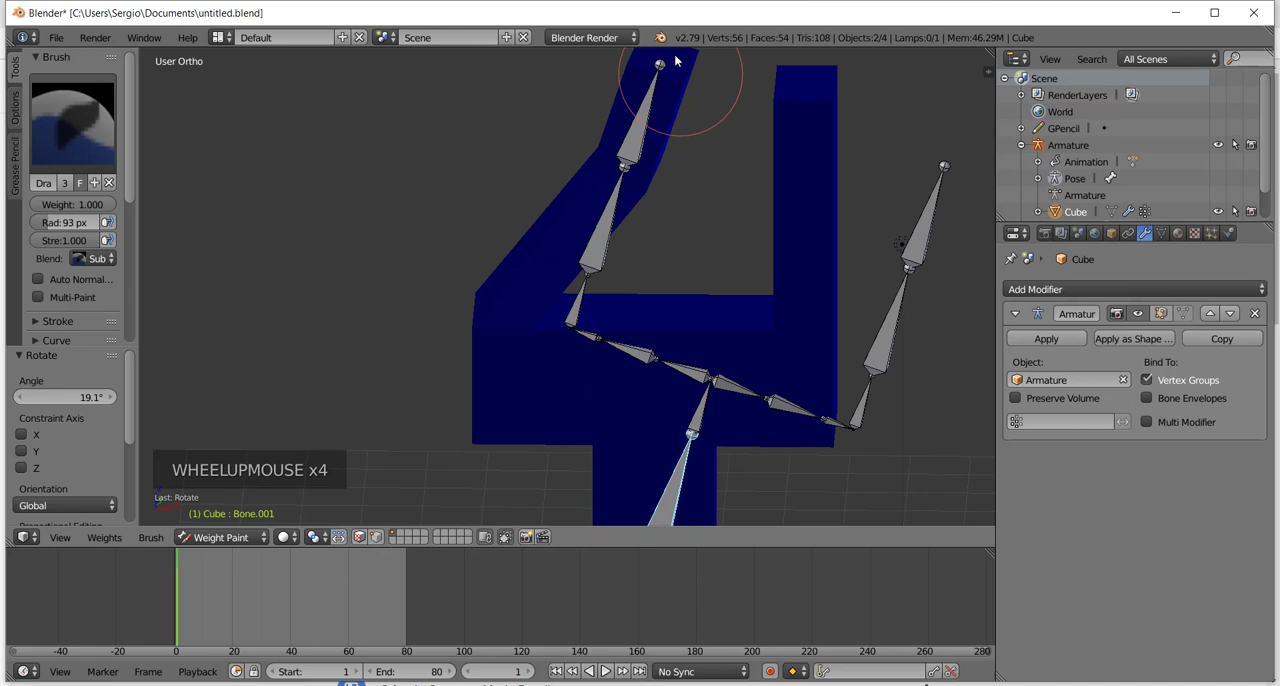 Blender* [C:\Users\Sergio\Documents\untitled.blend]
File Render Window Help Default Scene Blender Render v2.79 | Verts:56 | Faces:54 | Tris:108 | Objects:2/4 | Lamps:0/1 | Mem:46.29M | Cube
View Search All Scenes
Tools
Options
Grease Pencil
Brush
Dra 3 F
Weight: 1.000
Rad: 93 px
Stre:1.000
Blend: Sub
Auto Normal...
Multi-Paint
Stroke
Curve
Rotate
Angle
19.1°
Constraint Axis
X
Y
Z
Orientation
Global
User Ortho
WHEELUPMOUSE x4
Last: Rotate
(1) Cube : Bone.001
View Weights Brush Weight Paint
Scene
RenderLayers
World
GPencil
Armature
Animation
Pose
Armature
Cube
Cube
Add Modifier
Armatur
Apply Apply as Shape ... Copy
Object: Bind To:
Armature Vertex Groups
Preserve Volume Bone Envelopes
Multi Modifier
-40 -20 0 20 40 60 80 100 120 140 160 180 200 220 240 260 280
View Marker Frame Playback Start: 1 End: 80 1 No Sync